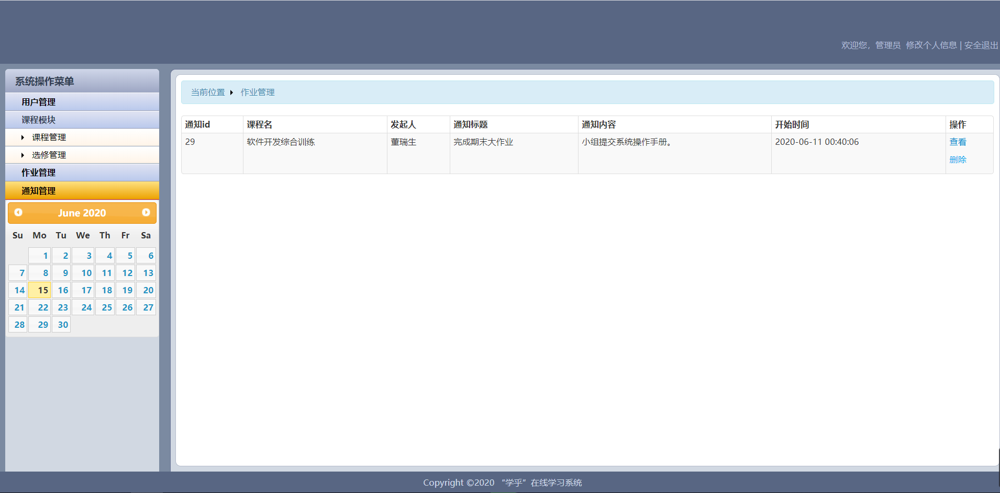 欢迎您，管理员 修改个人信息 | 安全退出
系统操作菜单
用户管理
课程模块
课程管理
选修管理
作业管理
通知管理
June 2020
Su Mo Tu We Th Fr Sa
1 2 3 4 5 6
7 8 9 10 11 12 13
14 15 16 17 18 19 20
21 22 23 24 25 26 27
28 29 30
当前位置 作业管理
通知id 课程名 发起人 通知标题 通知内容 开始时间 操作
29 软件开发综合训练 董瑞生 完成期末大作业 小组提交系统操作手册。 2020-06-11 00:40:06 查看
删除
Copyright ©2020 “学乎”在线学习系统